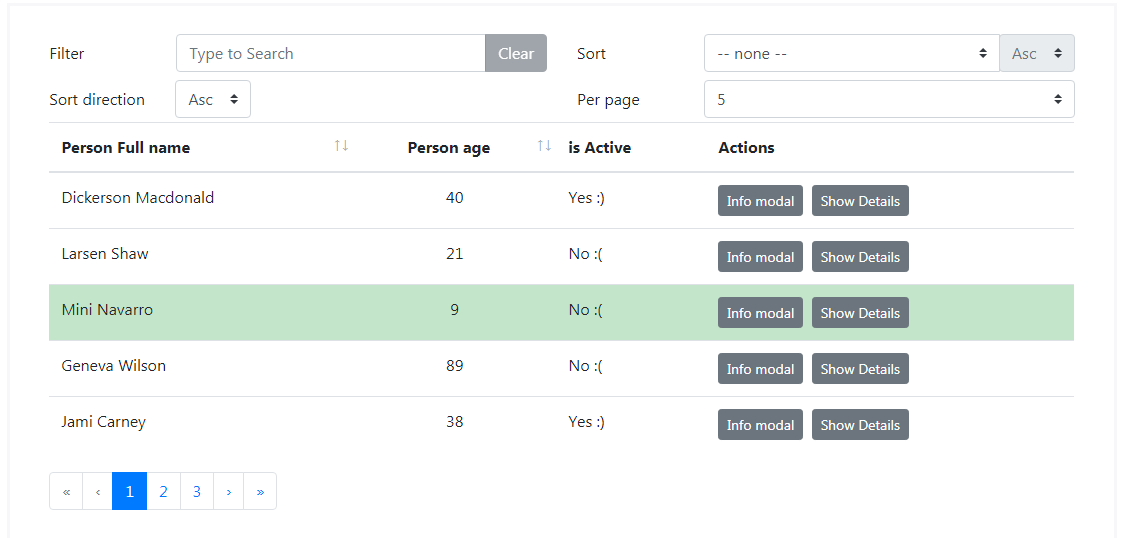 Filter Type to Search Clear Sort -- none -- Asc
Sort direction Asc Per page 5
Person Full name ↑↓ Person age ↑↓ is Active Actions
Dickerson Macdonald 40 Yes :) Info modal Show Details
Larsen Shaw 21 No :( Info modal Show Details
Mini Navarro 9 No :( Info modal Show Details
Geneva Wilson 89 No :( Info modal Show Details
Jami Carney 38 Yes :) Info modal Show Details
« ‹ 1 2 3 › »